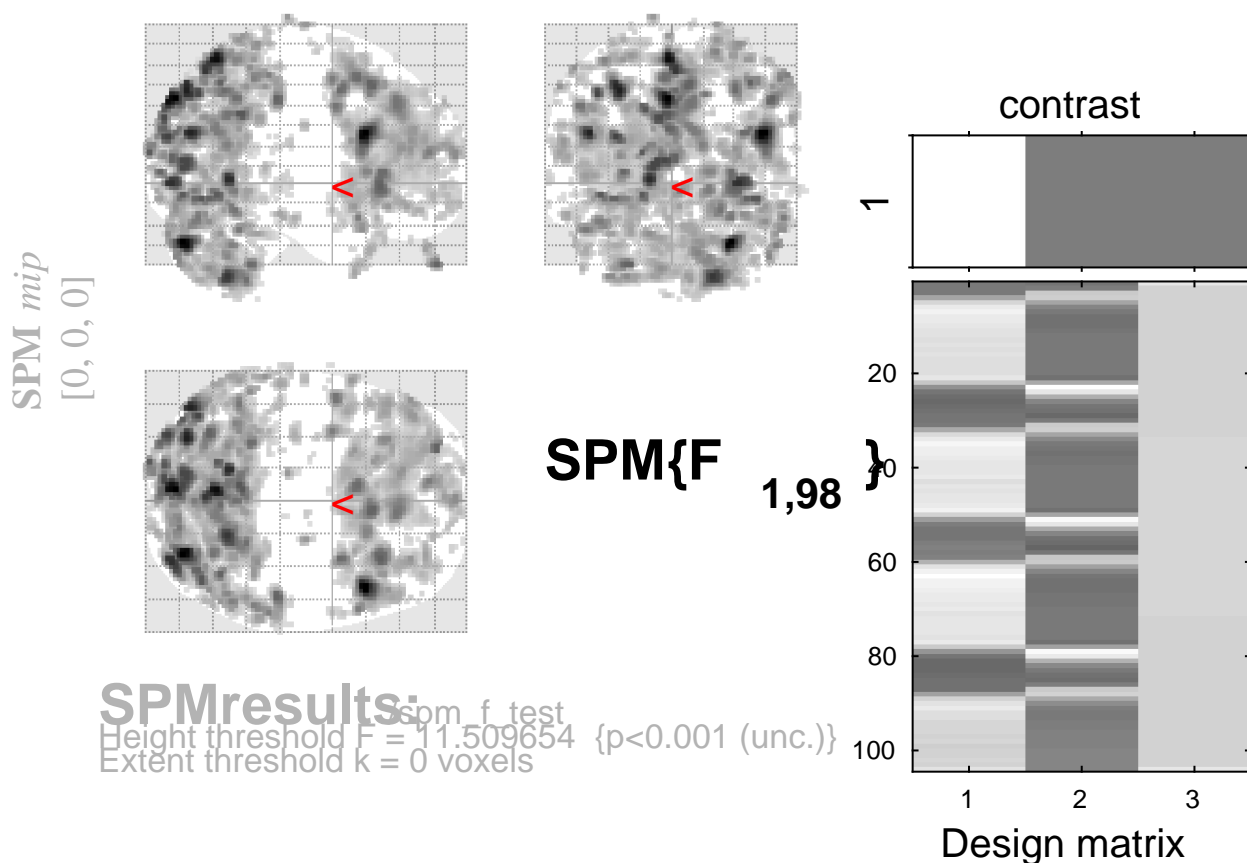 SPM mip
[0, 0, 0]
<
<
<
SPM{F 1,98 }
contrast
1
20
40
60
80
100
1 2 3
Design matrix
SPMresults: ./spm_f_test
Height threshold F = 11.509654 {p<0.001 (unc.)}
Extent threshold k = 0 voxels